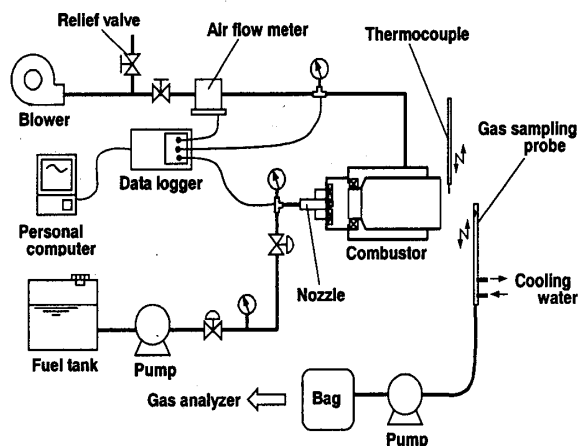 Relief valve
Air flow meter
Thermocouple
Blower
Gas sampling
probe
Data logger
Personal
computer
Combustor
Nozzle
Cooling
water
Fuel tank
Pump
Gas analyzer
Bag
Pump